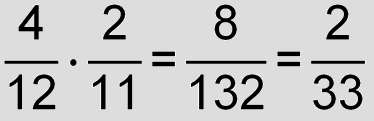 4/12 · 2/11 = 8/132 = 2/33